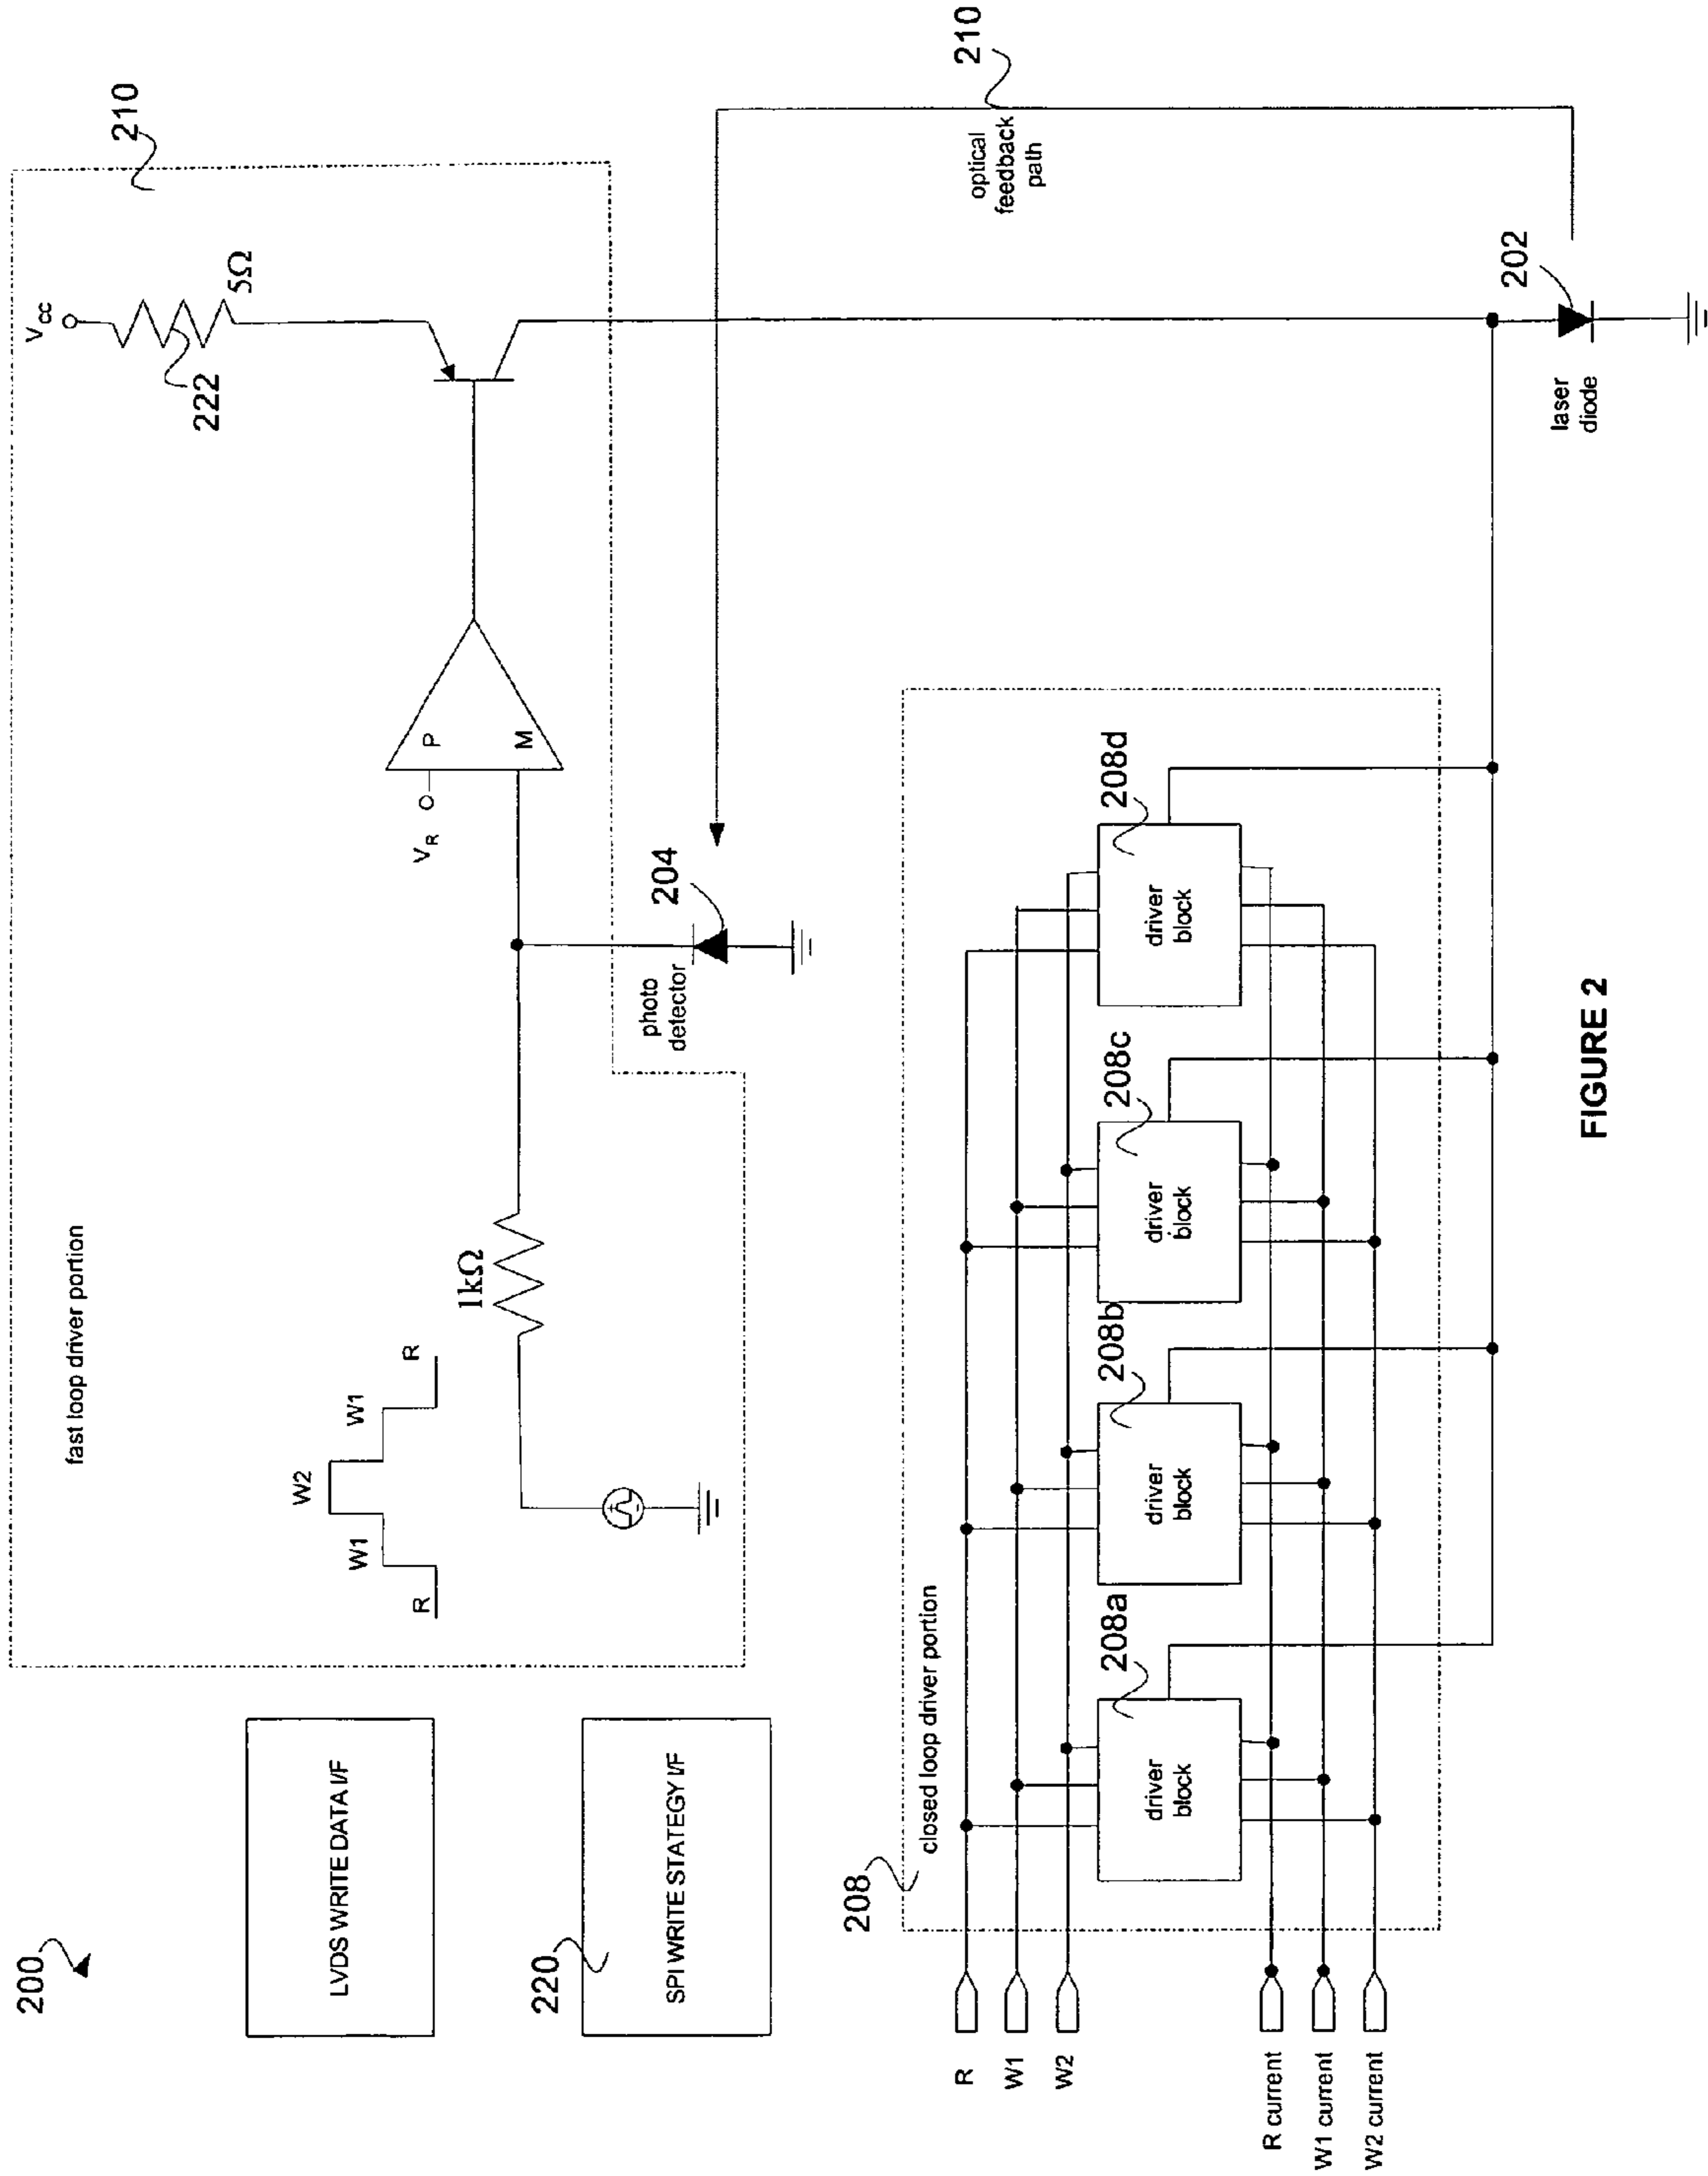 200
LVDS WRITE DATA I/F
220
SPI WRITE STATEGY I/F
fast loop driver portion
210
R
W1
W2
W1
R
1kΩ
VR
P
M
VCC
222
5Ω
photo
detector
204
optical
feedback
path
210
208
closed loop driver portion
R
W1
W2
208a
driver
block
208b
driver
block
208c
driver
block
208d
driver
block
R current
W1 current
W2 current
laser
diode
202
FIGURE 2